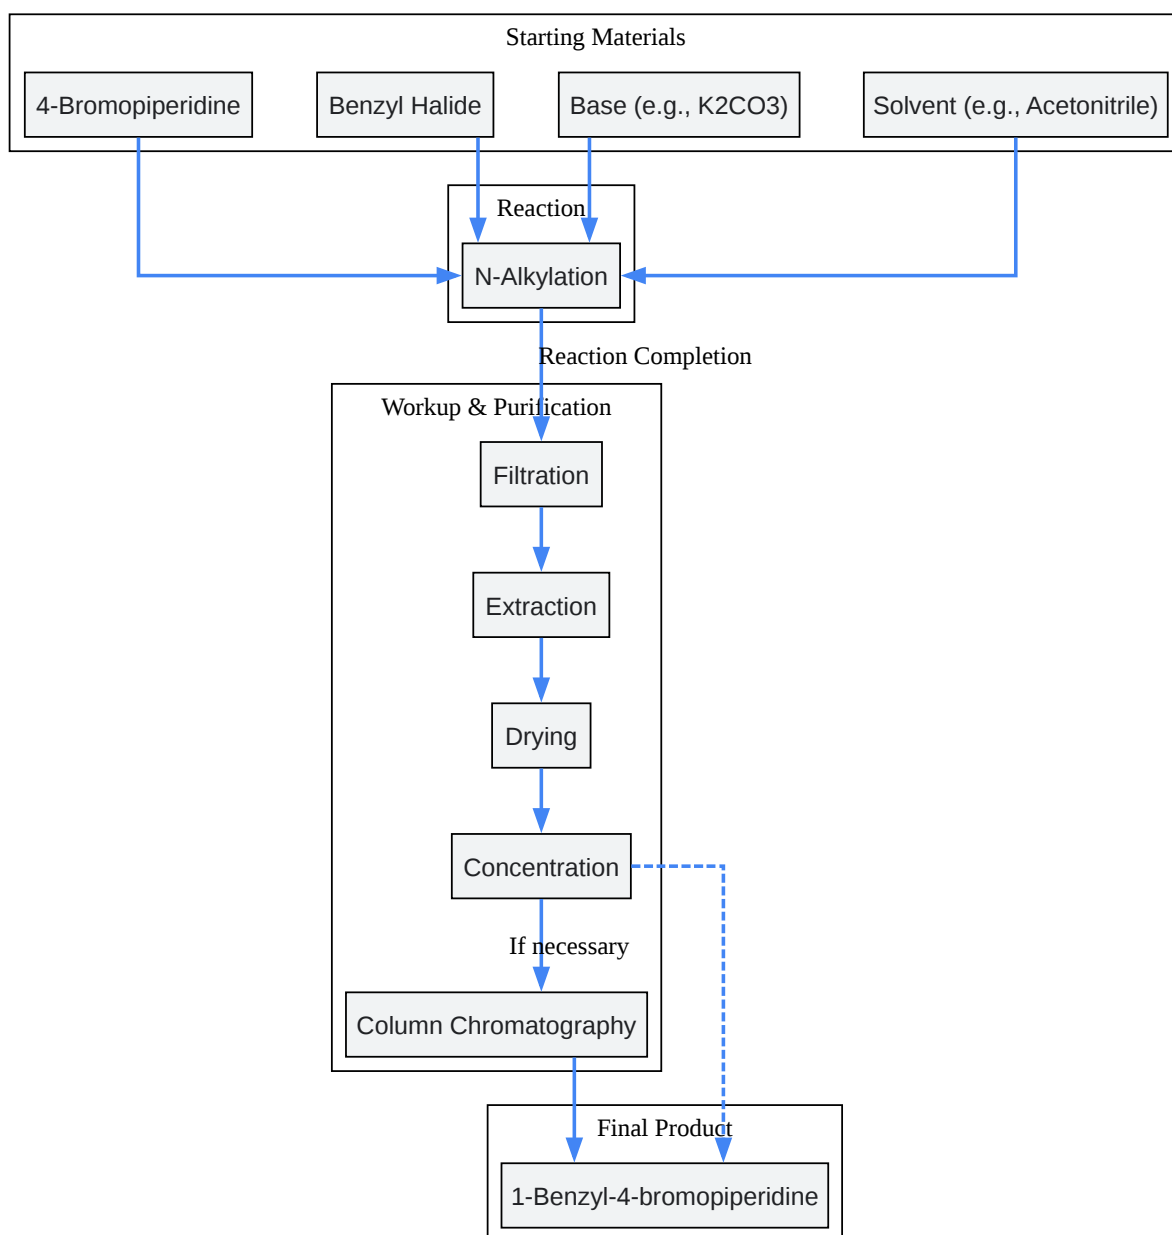 Starting Materials
4-Bromopiperidine
Benzyl Halide
Base (e.g., K2CO3)
Solvent (e.g., Acetonitrile)
Reaction
N-Alkylation
Reaction Completion
Workup & Purification
Filtration
Extraction
Drying
Concentration
If necessary
Column Chromatography
Final Product
1-Benzyl-4-bromopiperidine